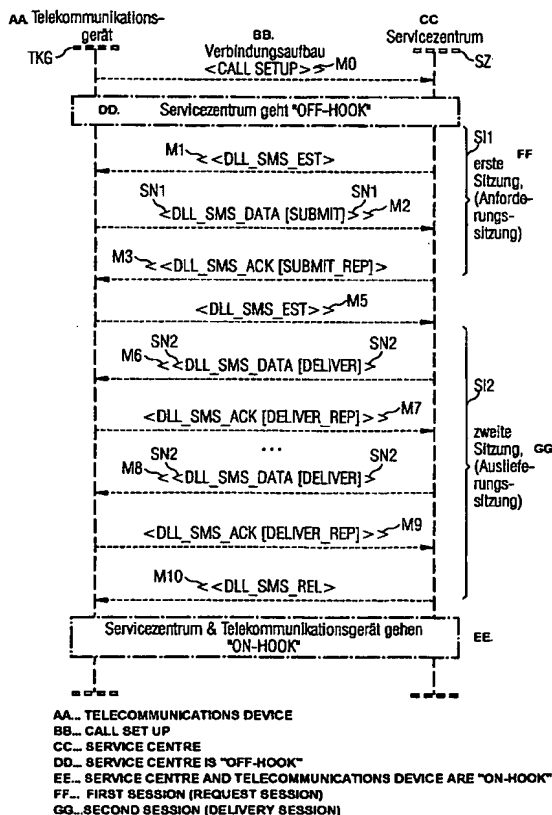 AA. Telekommunikations-
gerät
TKG
BB.
Verbindungsaufbau
<CALL SETUP> M0
CC
Servicezentrum
SZ
DD. Servicezentrum geht "OFF-HOOK"
SI1
FF
erste
Sitzung,
(Anforde-
rungs-
sitzung)
M1 <DLL_SMS_EST>
SN1 SN1
<DLL_SMS_DATA [SUBMIT]> M2
M3 <DLL_SMS_ACK [SUBMIT_REP]>
<DLL_SMS_EST> M5
SN2 SN2
M6 <DLL_SMS_DATA [DELIVER]>
SI2
<DLL_SMS_ACK [DELIVER_REP]> M7
zweite
Sitzung, GG
(Ausliefe-
rungs-
sitzung)
...
SN2 SN2
M8 <DLL_SMS_DATA [DELIVER]>
<DLL_SMS_ACK [DELIVER_REP]> M9
M10 <DLL_SMS_REL>
Servicezentrum & Telekommunikationsgerät gehen
"ON-HOOK"
EE.
AA... TELECOMMUNICATIONS DEVICE
BB... CALL SET UP
CC... SERVICE CENTRE
DD... SERVICE CENTRE IS "OFF-HOOK"
EE... SERVICE CENTRE AND TELECOMMUNICATIONS DEVICE ARE "ON-HOOK"
FF... FIRST SESSION (REQUEST SESSION)
GG...SECOND SESSION (DELIVERY SESSION)